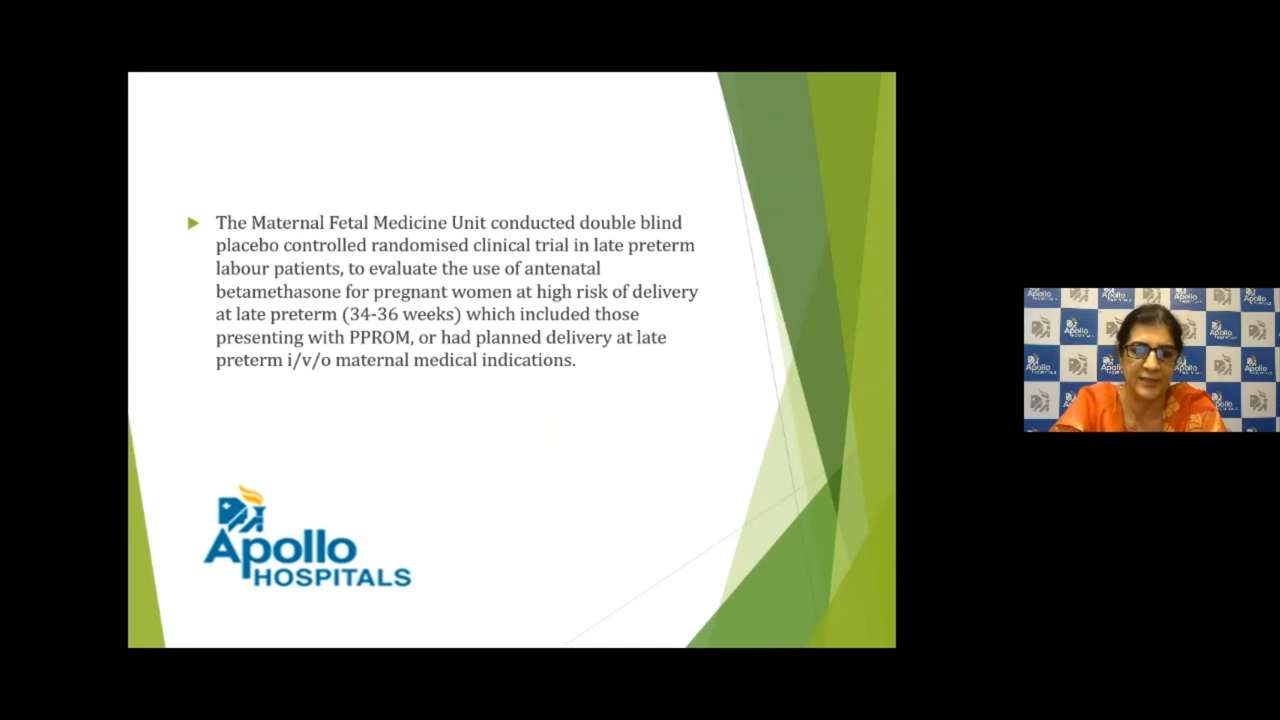 The Maternal Fetal Medicine Unit conducted double blind
placebo controlled randomised clinical trial in late preterm
labour patients, to evaluate the use of antenatal
betamethasone for pregnant women at high risk of delivery
at late preterm (34-36 weeks) which included those
presenting with PPROM, or had planned delivery at late
preterm i/v/o maternal medical indications.
Apollo
HOSPITALS